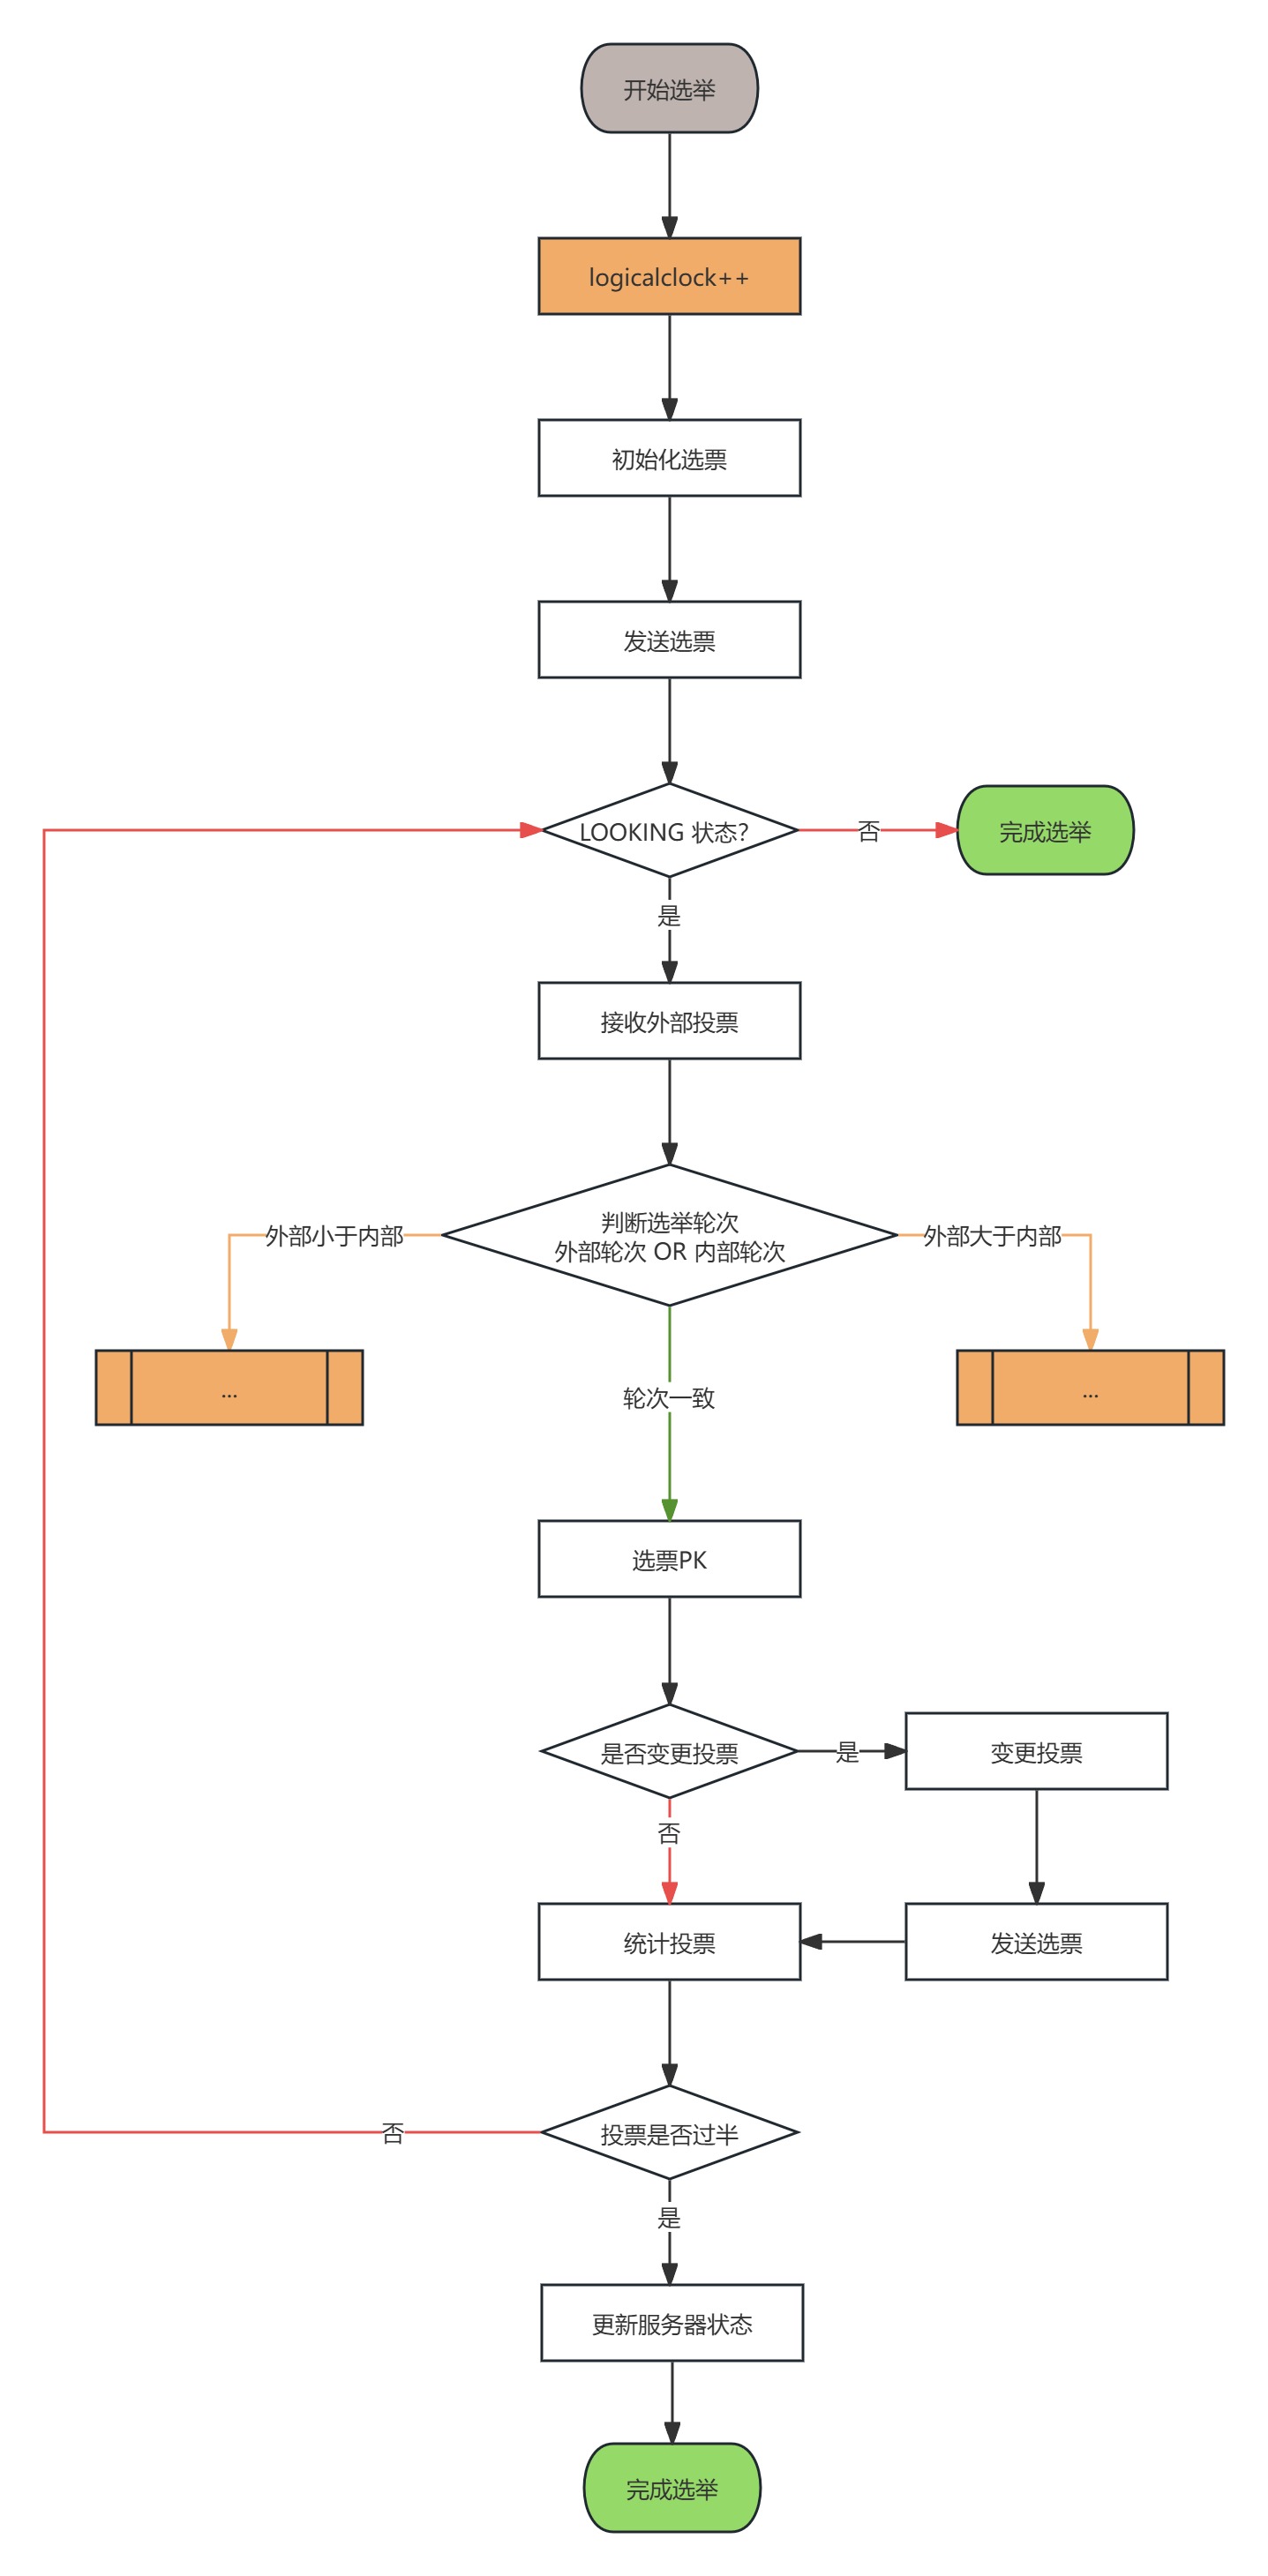 开始选举
logicalclock++
初始化选票
发送选票
LOOKING 状态?
否
完成选举
是
接收外部投票
判断选举轮次
外部轮次 OR 内部轮次
外部小于内部
外部大于内部
...
...
轮次一致
选票PK
是否变更投票
是
变更投票
否
统计投票
发送选票
投票是否过半
否
是
更新服务器状态
完成选举